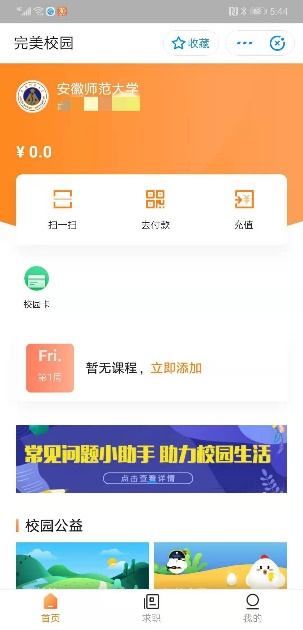 5:44
完美校园
收藏
安徽师范大学
¥ 0.0
扫一扫
去付款
充值
校园卡
Fri.
第1周
暂无课程，立即添加
常见问题小助手 助力校园生活
点击查看详情
校园公益
首页
求职
我的